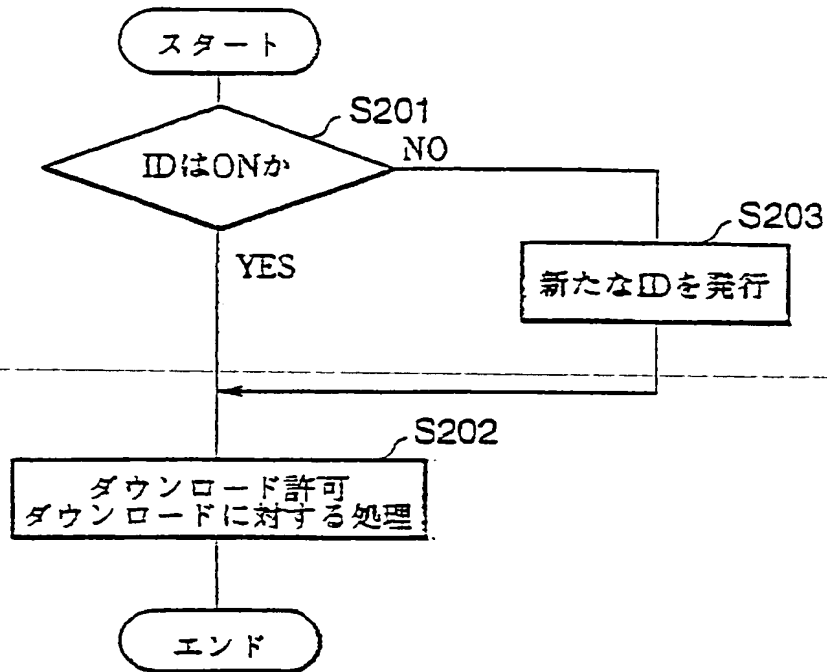 スタート
S201
IDはONか
NO
S203
YES
新たなIDを発行
S202
ダウンロード許可
ダウンロードに対する処理
エンド